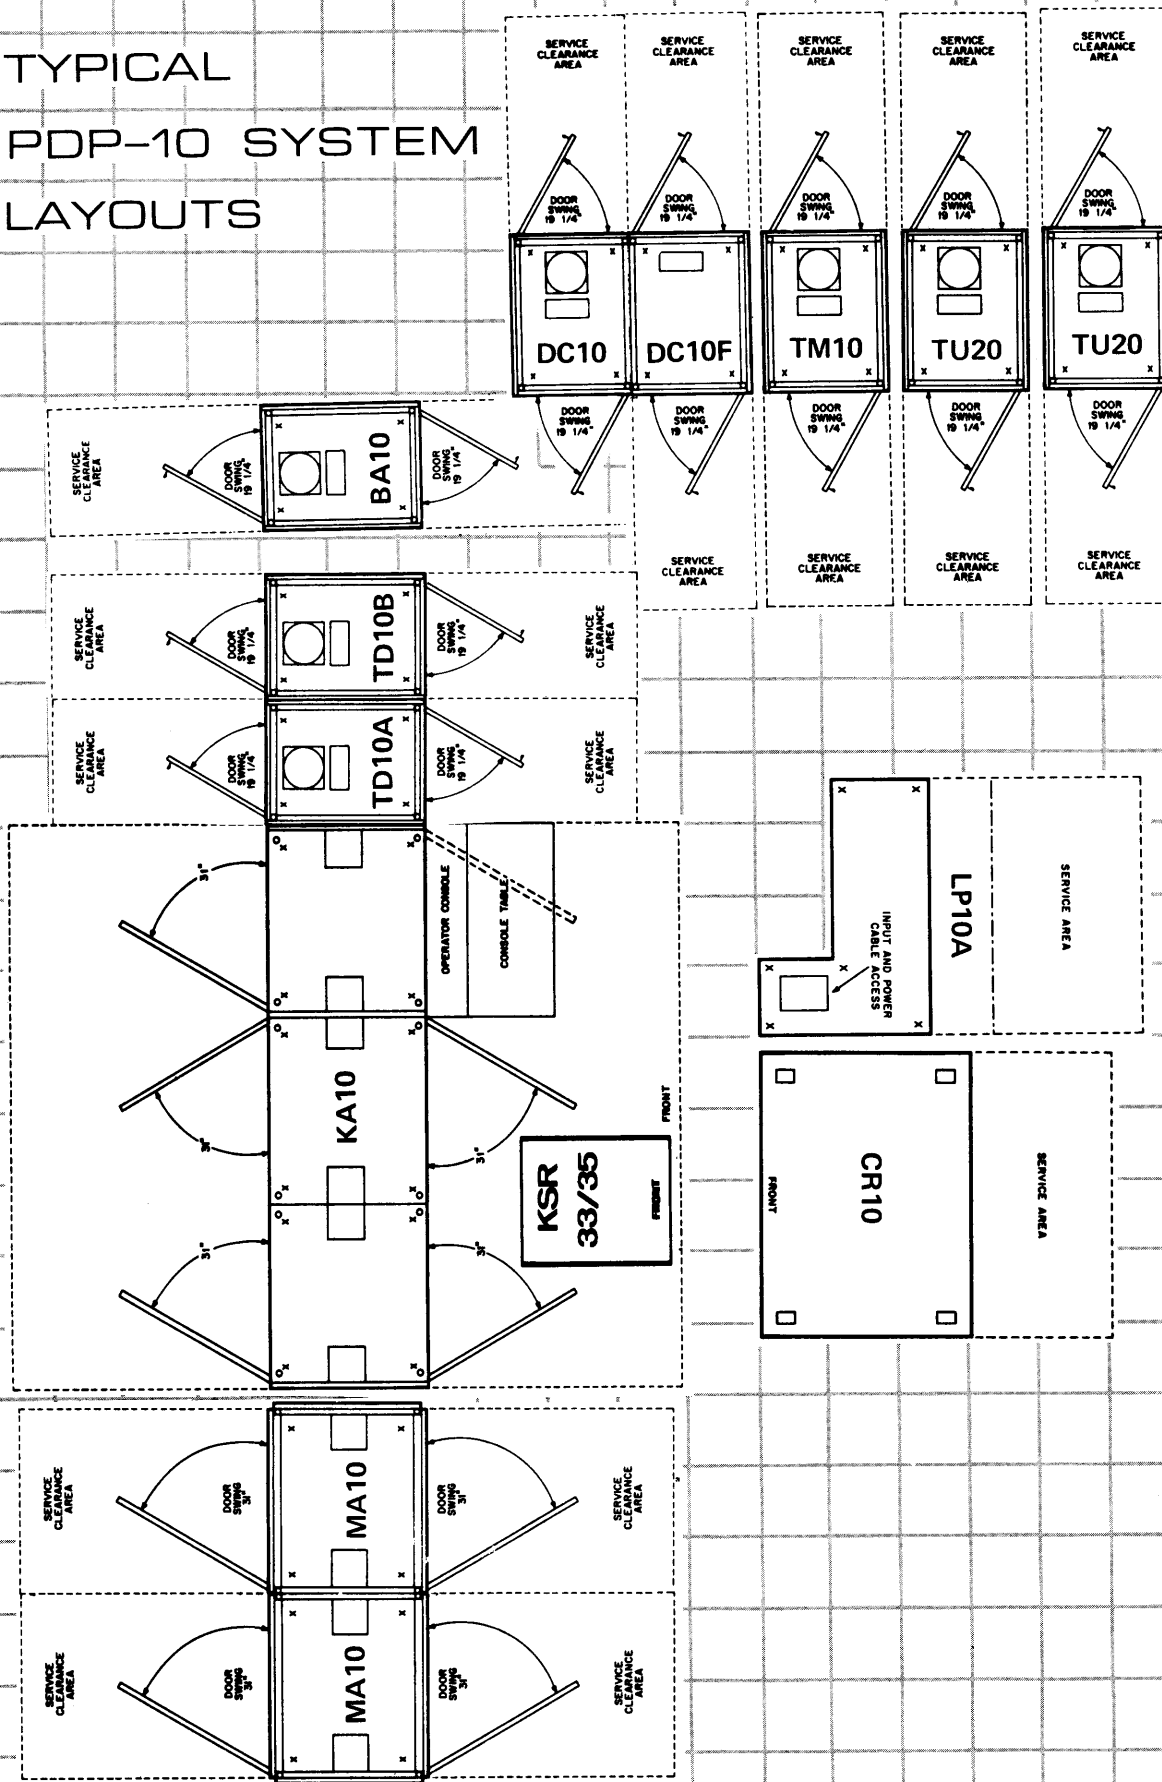 TYPICAL
PDP-10 SYSTEM
LAYOUTS
SERVICE
CLEARANCE
AREA
SERVICE
CLEARANCE
AREA
SERVICE
CLEARANCE
AREA
SERVICE
CLEARANCE
AREA
SERVICE
CLEARANCE
AREA
DOOR
SWING
19 1/4"
DOOR
SWING
19 1/4"
DOOR
SWING
19 1/4"
DOOR
SWING
19 1/4"
DOOR
SWING
19 1/4"
DC10
DC10F
TM10
TU20
TU20
DOOR
SWING
19 1/4"
DOOR
SWING
19 1/4"
DOOR
SWING
19 1/4"
DOOR
SWING
19 1/4"
DOOR
SWING
19 1/4"
SERVICE
CLEARANCE
AREA
SERVICE
CLEARANCE
AREA
SERVICE
CLEARANCE
AREA
SERVICE
CLEARANCE
AREA
SERVICE
CLEARANCE
AREA
DOOR
SWING
19 1/4"
BA10
DOOR
SWING
19 1/4"
SERVICE
CLEARANCE
AREA
DOOR
SWING
19 1/4"
TD10B
DOOR
SWING
19 1/4"
SERVICE
CLEARANCE
AREA
SERVICE
CLEARANCE
AREA
DOOR
SWING
19 1/4"
TD10A
DOOR
SWING
19 1/4"
SERVICE
CLEARANCE
AREA
31"
OPERATOR CONSOLE
CONSOLE TABLE
KA10
31"
31"
31"
31"
FRONT
KSR
33/35
FRONT
LP10A
INPUT AND POWER
CABLE ACCESS
SERVICE AREA
FRONT
CR10
SERVICE AREA
SERVICE
CLEARANCE
AREA
DOOR
SWING
31"
MA10
DOOR
SWING
31"
SERVICE
CLEARANCE
AREA
SERVICE
CLEARANCE
AREA
DOOR
SWING
31"
MA10
DOOR
SWING
31"
SERVICE
CLEARANCE
AREA